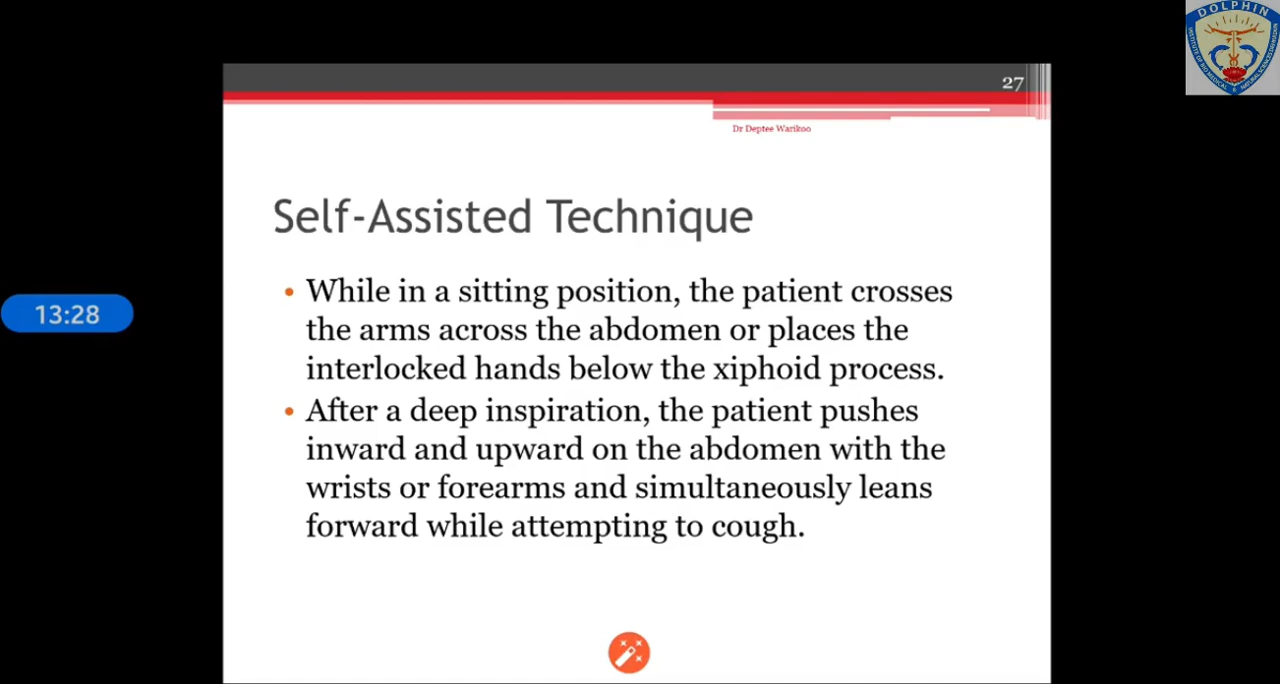 DOLPHIN
27
Dr Deptee Warikoo
Self-Assisted Technique
• While in a sitting position, the patient crosses
the arms across the abdomen or places the
interlocked hands below the xiphoid process.
• After a deep inspiration, the patient pushes
inward and upward on the abdomen with the
wrists or forearms and simultaneously leans
forward while attempting to cough.
13:28